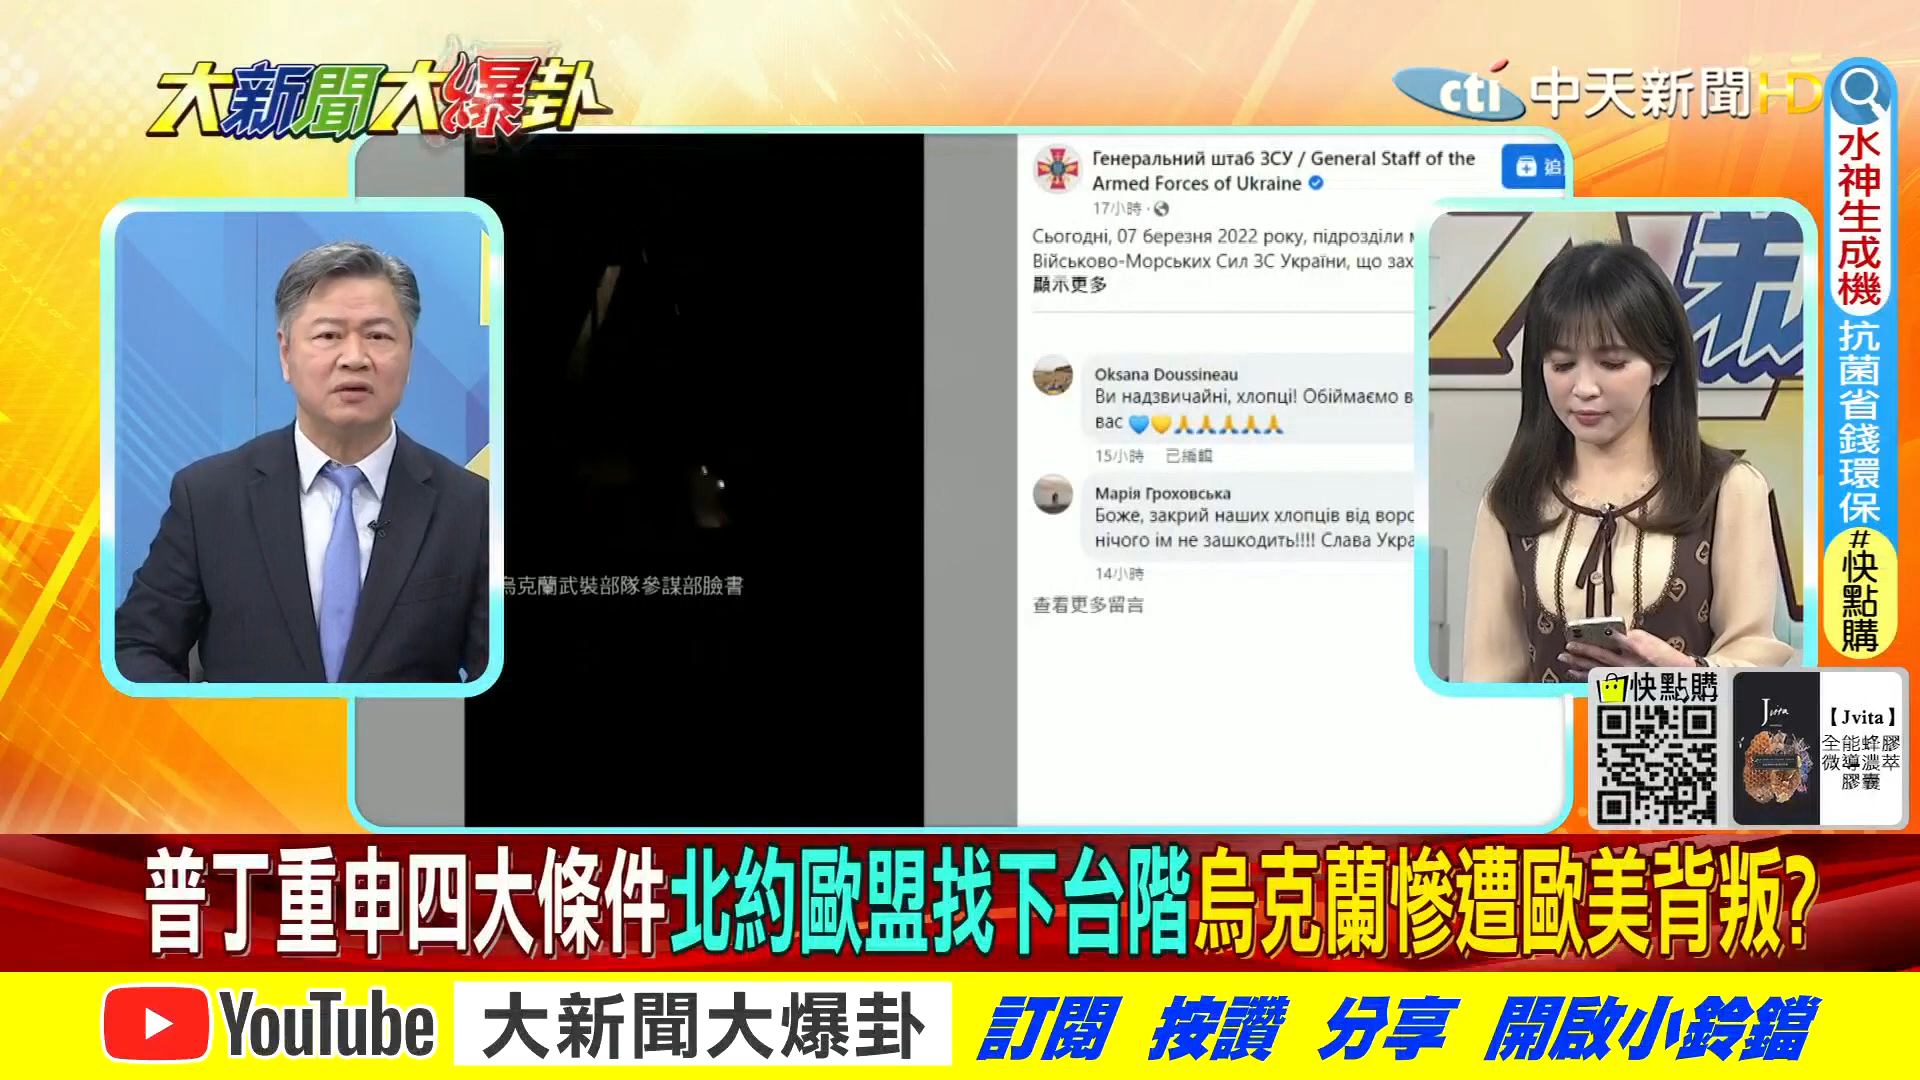 大新聞大爆卦
cti 中天新聞HD
水神生成機
抗菌省錢環保
#快點購
Генеральний штаб ЗСУ / General Staff of the
Armed Forces of Ukraine
追
17小時
Сьогодні, 07 березня 2022 року, підрозділи
Військово-Морських Сил ЗС України, що зах
顯示更多
Oksana Doussineau
Ви надзвичайні, хлопці! Обіймаємо в
вас 💙💛🙏🙏🙏🙏🙏
15小時 已編輯
Марія Гроховська
Боже, закрий наших хлопців від воро
нічого ім не зашкодить!!!! Слава Укра
14小時
查看更多留言
烏克蘭武裝部隊參謀部臉書
快點購
Jvita
【Jvita】
全能蜂膠
微導濃萃
膠囊
普丁重申四大條件北約歐盟找下台階烏克蘭慘遭歐美背叛?
YouTube 大新聞大爆卦 訂閱 按讚 分享 開啟小鈴鐺